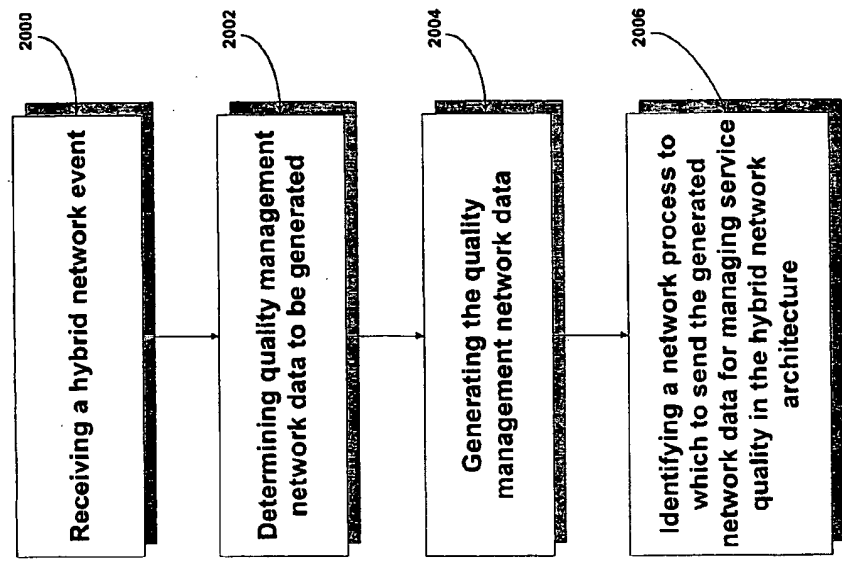 2000
Receiving a hybrid network event
2002
Determining quality management
network data to be generated
2004
Generating the quality
management network data
2006
Identifying a network process to
which to send the generated
network data for managing service
quality in the hybrid network
architecture